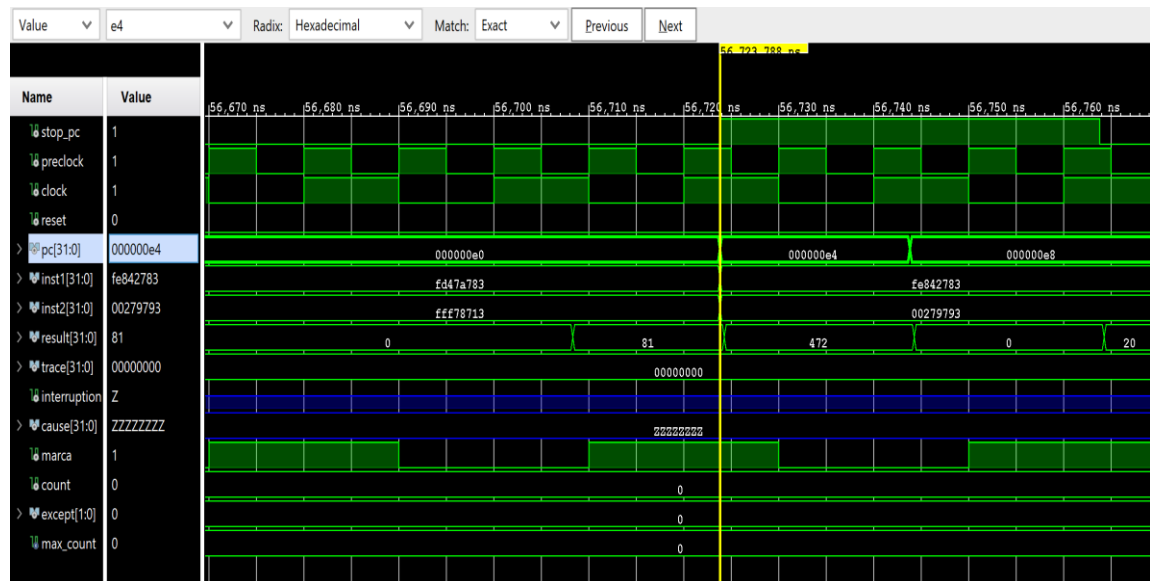 Value e4 Radix: Hexadecimal Match: Exact Previous Next
56,723.788 ns
Name Value
56,670 ns 56,680 ns 56,690 ns 56,700 ns 56,710 ns 56,720 ns 56,730 ns 56,740 ns 56,750 ns 56,760 ns
stop_pc 1
preclock 1
clock 1
reset 0
pc[31:0] 000000e4 000000e0 000000e4 000000e8
inst1[31:0] fe842783 fd47a783 fe842783
inst2[31:0] 00279793 fff78713 00279793
result[31:0] 81 0 81 472 0 20
trace[31:0] 00000000 00000000
interruption Z
cause[31:0] ZZZZZZZZ ZZZZZZZZ
marca 1
count 0 0
except[1:0] 0 0
max_count 0 0